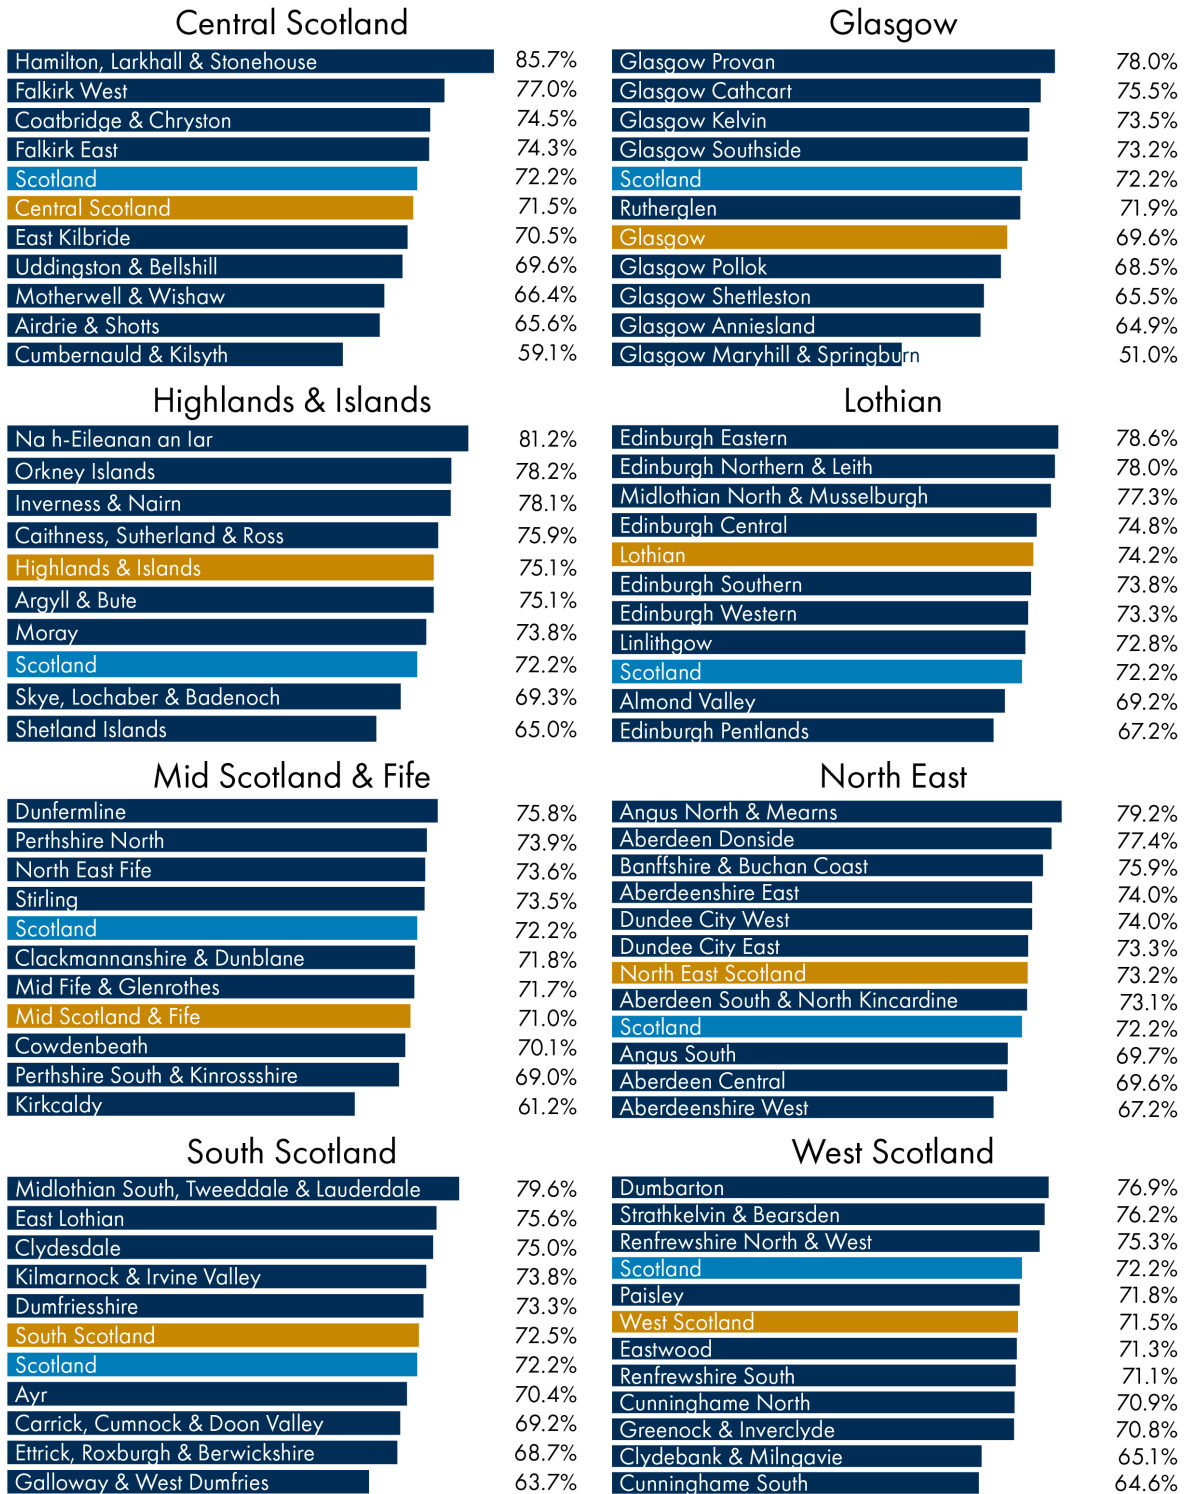 Central Scotland
Hamilton, Larkhall & Stonehouse 85.7%
Falkirk West 77.0%
Coatbridge & Chryston 74.5%
Falkirk East 74.3%
Scotland 72.2%
Central Scotland 71.5%
East Kilbride 70.5%
Uddingston & Bellshill 69.6%
Motherwell & Wishaw 66.4%
Airdrie & Shotts 65.6%
Cumbernauld & Kilsyth 59.1%
Glasgow
Glasgow Provan 78.0%
Glasgow Cathcart 75.5%
Glasgow Kelvin 73.5%
Glasgow Southside 73.2%
Scotland 72.2%
Rutherglen 71.9%
Glasgow 69.6%
Glasgow Pollok 68.5%
Glasgow Shettleston 65.5%
Glasgow Anniesland 64.9%
Glasgow Maryhill & Springburn 51.0%
Highlands & Islands
Na h-Eileanan an Iar 81.2%
Orkney Islands 78.2%
Inverness & Nairn 78.1%
Caithness, Sutherland & Ross 75.9%
Highlands & Islands 75.1%
Argyll & Bute 75.1%
Moray 73.8%
Scotland 72.2%
Skye, Lochaber & Badenoch 69.3%
Shetland Islands 65.0%
Lothian
Edinburgh Eastern 78.6%
Edinburgh Northern & Leith 78.0%
Midlothian North & Musselburgh 77.3%
Edinburgh Central 74.8%
Lothian 74.2%
Edinburgh Southern 73.8%
Edinburgh Western 73.3%
Linlithgow 72.8%
Scotland 72.2%
Almond Valley 69.2%
Edinburgh Pentlands 67.2%
Mid Scotland & Fife
Dunfermline 75.8%
Perthshire North 73.9%
North East Fife 73.6%
Stirling 73.5%
Scotland 72.2%
Clackmannanshire & Dunblane 71.8%
Mid Fife & Glenrothes 71.7%
Mid Scotland & Fife 71.0%
Cowdenbeath 70.1%
Perthshire South & Kinrossshire 69.0%
Kirkcaldy 61.2%
North East
Angus North & Mearns 79.2%
Aberdeen Donside 77.4%
Banffshire & Buchan Coast 75.9%
Aberdeenshire East 74.0%
Dundee City West 74.0%
Dundee City East 73.3%
North East Scotland 73.2%
Aberdeen South & North Kincardine 73.1%
Scotland 72.2%
Angus South 69.7%
Aberdeen Central 69.6%
Aberdeenshire West 67.2%
South Scotland
Midlothian South, Tweeddale & Lauderdale 79.6%
East Lothian 75.6%
Clydesdale 75.0%
Kilmarnock & Irvine Valley 73.8%
Dumfriesshire 73.3%
South Scotland 72.5%
Scotland 72.2%
Ayr 70.4%
Carrick, Cumnock & Doon Valley 69.2%
Ettrick, Roxburgh & Berwickshire 68.7%
Galloway & West Dumfries 63.7%
West Scotland
Dumbarton 76.9%
Strathkelvin & Bearsden 76.2%
Renfrewshire North & West 75.3%
Scotland 72.2%
Paisley 71.8%
West Scotland 71.5%
Eastwood 71.3%
Renfrewshire South 71.1%
Cunninghame North 70.9%
Greenock & Inverclyde 70.8%
Clydebank & Milngavie 65.1%
Cunninghame South 64.6%